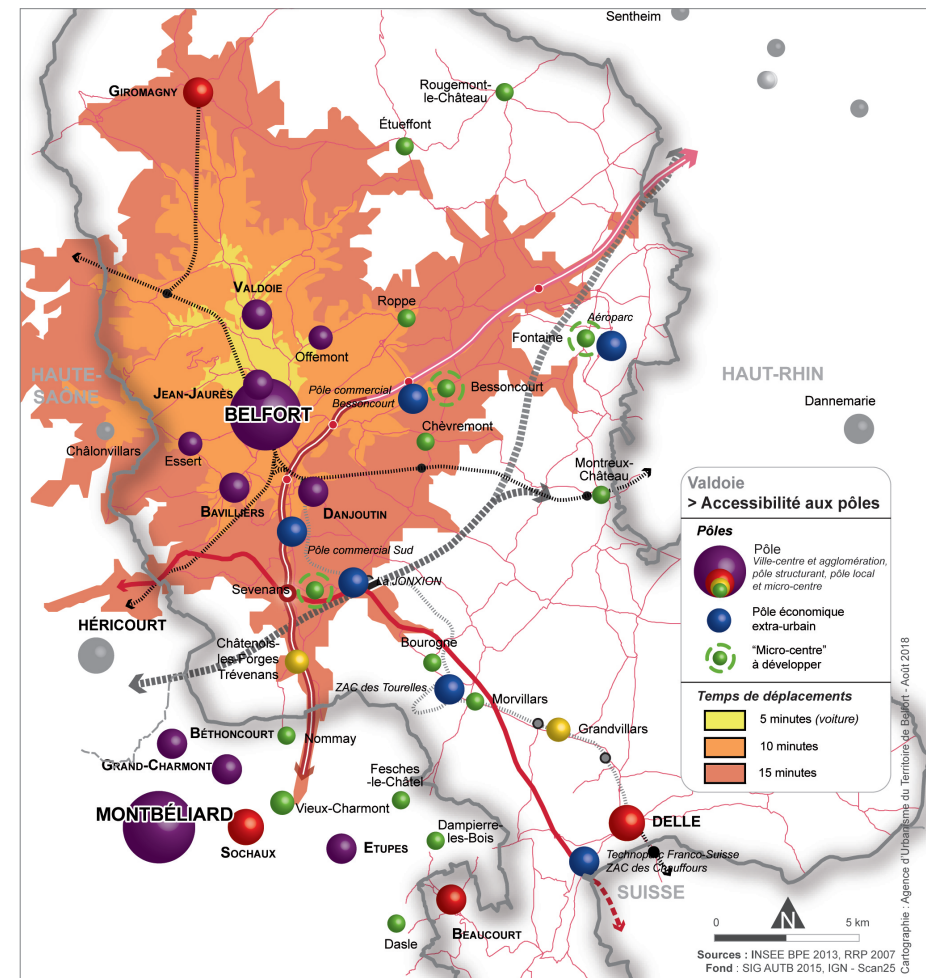 Sentheim
Rougemont-
le-Château
GIROMAGNY
Étueffont
VALDOIE
Roppe
Aéroparc
Fontaine
Offemont
HAUTE-
SAÔNE
JEAN-JAURÈS
Pôle commercial
Bessoncourt
Bessoncourt
HAUT-RHIN
BELFORT
Dannemarie
Châlonvillars
Essert
Chèvremont
Montreux-
Château
BAVILLIERS
DANJOUTIN
Pôle commercial Sud
Sevenans
La JONXION
HÉRICOURT
Châtenois-
les-Forges
Trévenans
Bourogne
ZAC des Tourelles
Morvillars
Grandvillars
BÉTHONCOURT
Nommay
GRAND-CHARMONT
Fesches
-le-Châtel
MONTBÉLIARD
Vieux-Charmont
SOCHAUX
Dampierre-
les-Bois
ETUPES
DELLE
Technoparc Franco-Suisse
ZAC des Chauffours
SUISSE
BEAUCOURT
Dasle
Valdoie
> Accessibilité aux pôles
Pôles
Pôle
Ville-centre et agglomération,
pôle structurant, pôle local
et micro-centre
Pôle économique
extra-urbain
"Micro-centre"
à développer
Temps de déplacements
5 minutes (voiture)
10 minutes
15 minutes
N
0 5 km
Sources : INSEE BPE 2013, RRP 2007
Fond : SIG AUTB 2015, IGN - Scan25
Cartographie : Agence d'Urbanisme du Territoire de Belfort - Août 2018